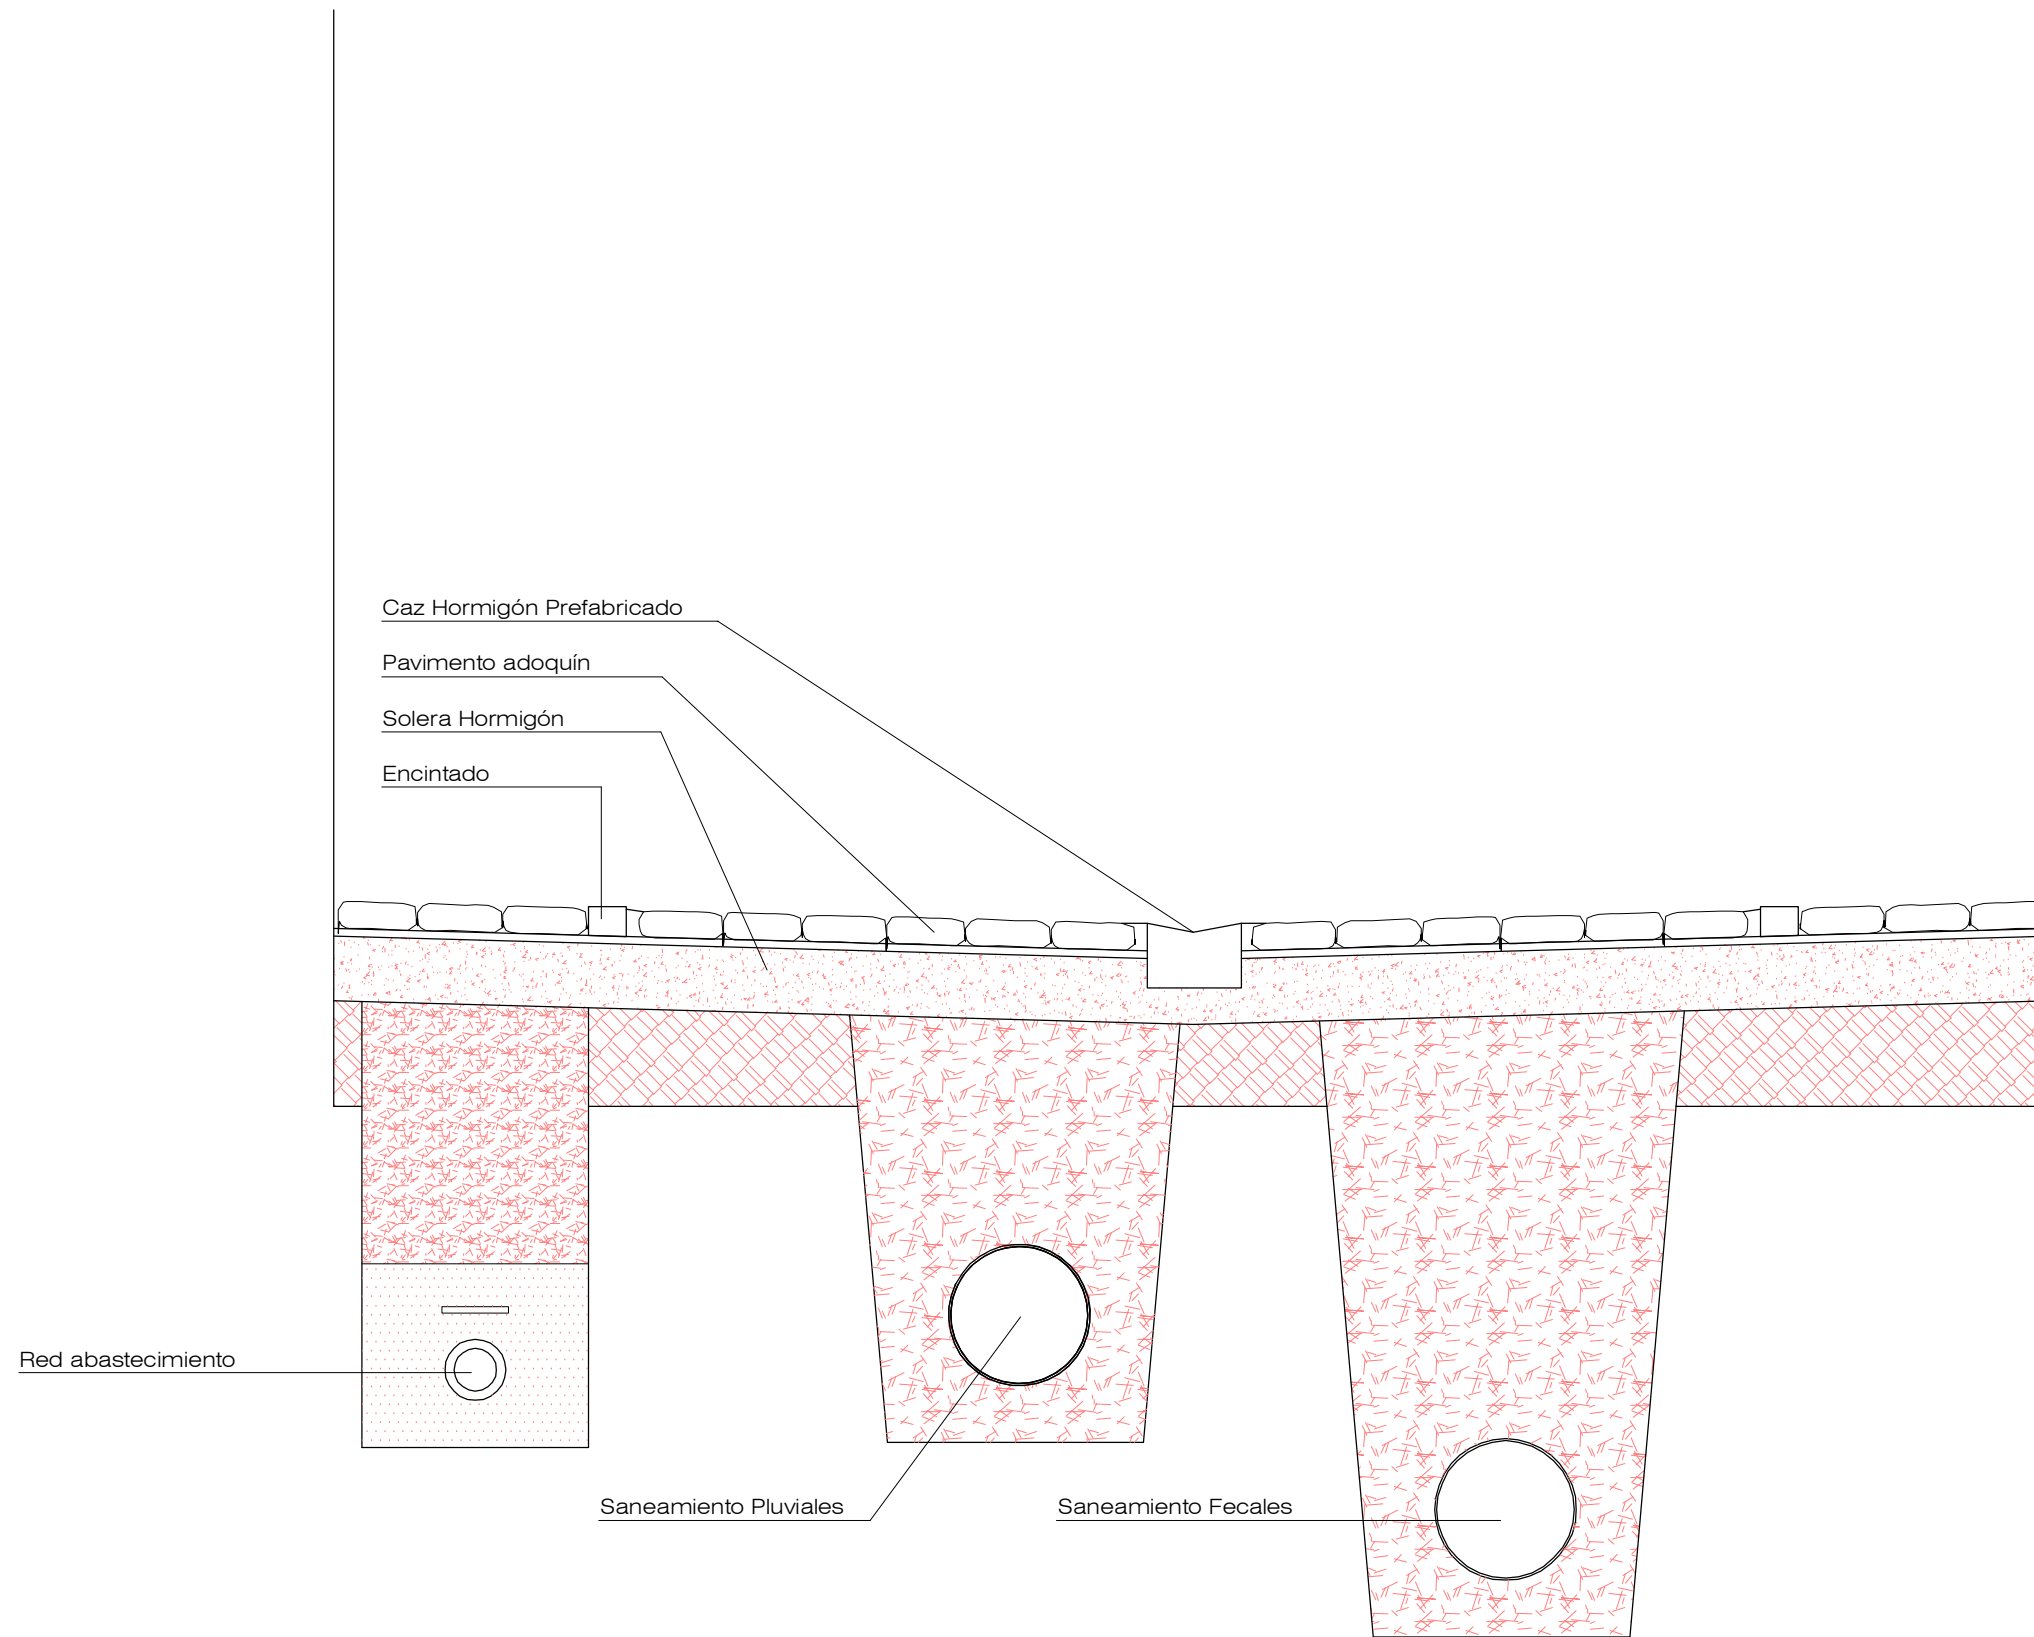 Caz Hormigón Prefabricado
Pavimento adoquín
Solera Hormigón
Encintado
Red abastecimiento
Saneamiento Pluviales
Saneamiento Fecales